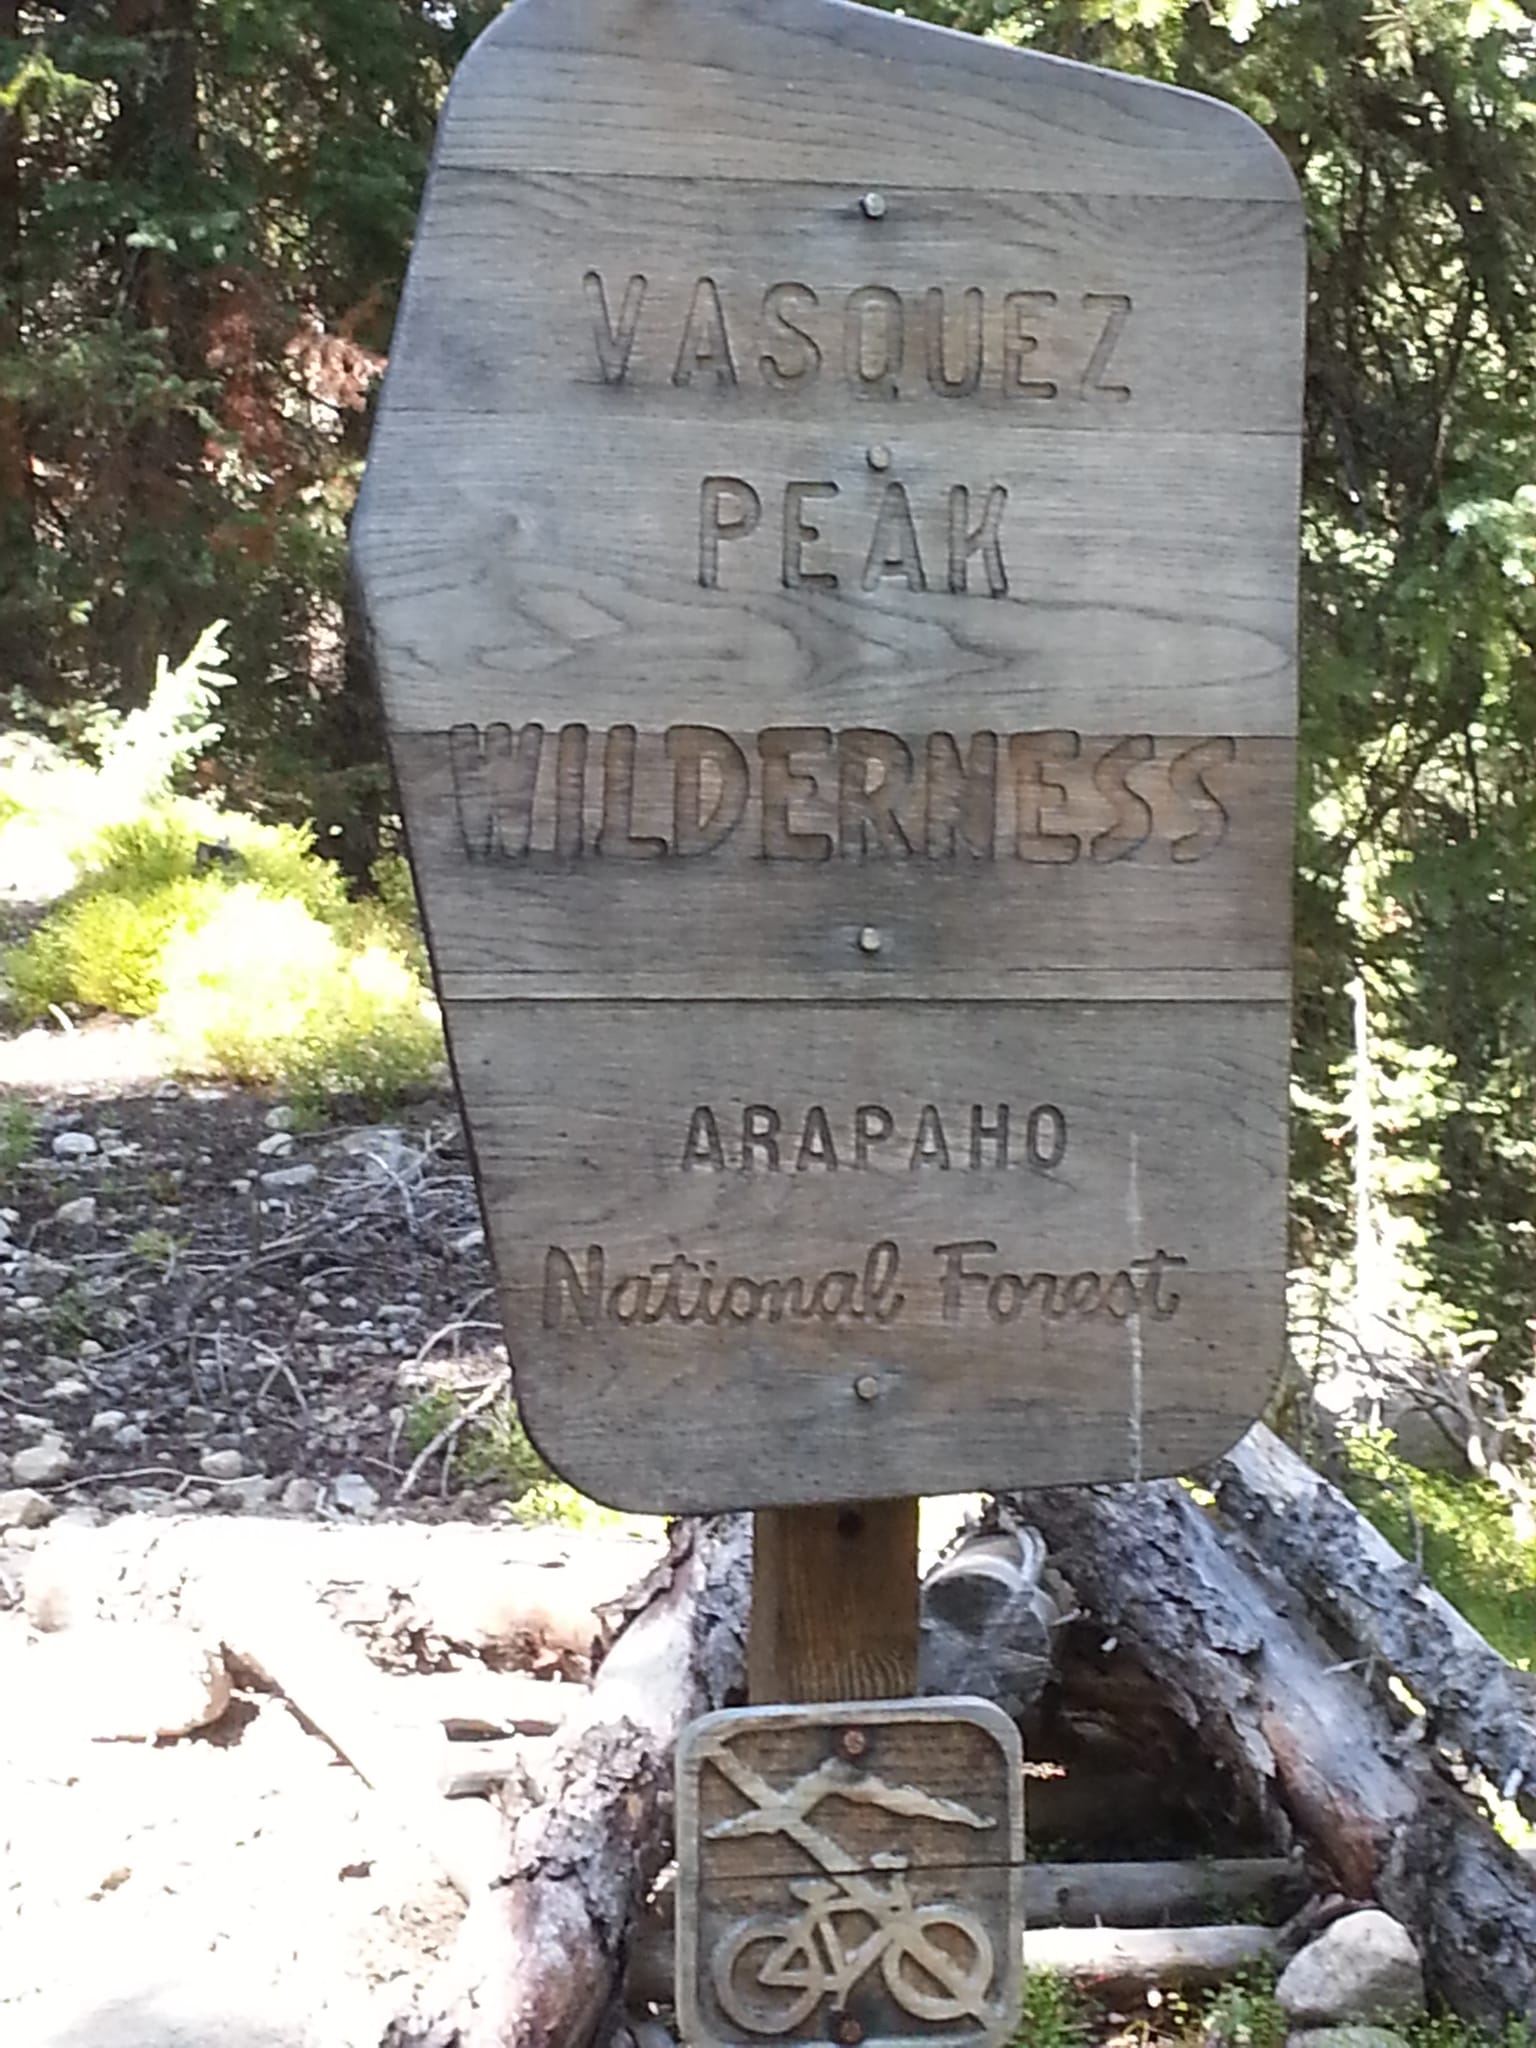 VASQUEZ
PEAK
WILDERNESS
ARAPAHO
National Forest